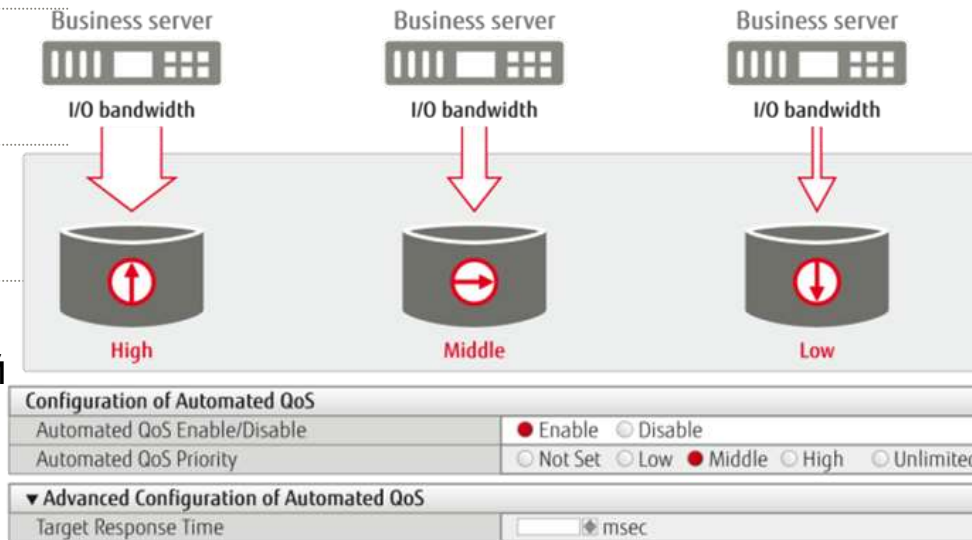 Business server Business server Business server
I/O bandwidth I/O bandwidth I/O bandwidth
High Middle Low
Configuration of Automated QoS
Automated QoS Enable/Disable Enable Disable
Automated QoS Priority Not Set Low Middle High Unlimited
▼ Advanced Configuration of Automated QoS
Target Response Time msec